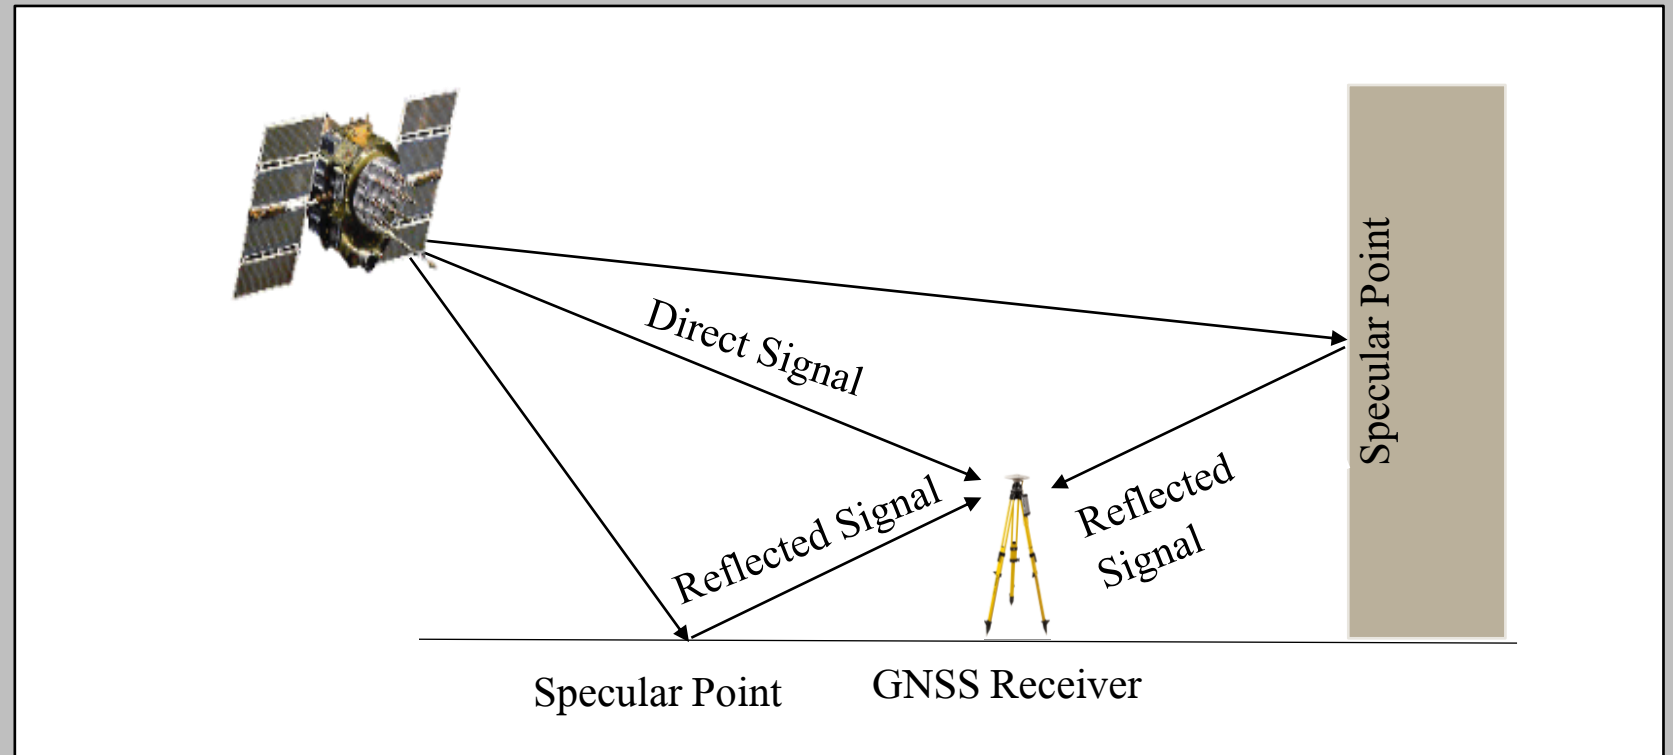 Direct Signal
Specular Point
Reflected Signal
Reflected
Signal
Specular Point
GNSS Receiver